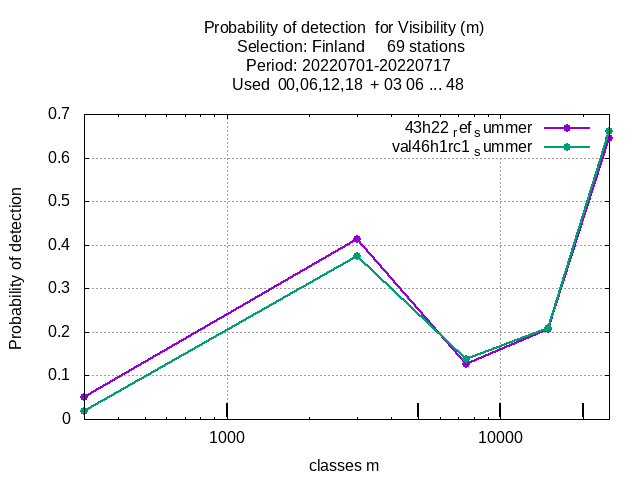 Probability of detection  for Visibility (m)
Selection: Finland     69 stations
Period: 20220701-20220717
Used  00,06,12,18  + 03 06 ... 48
0.7
0.6
0.5
0.4
0.3
0.2
0.1
0
Probability of detection
43h22 ref summer
val46h1rc1 summer
1000
10000
classes m